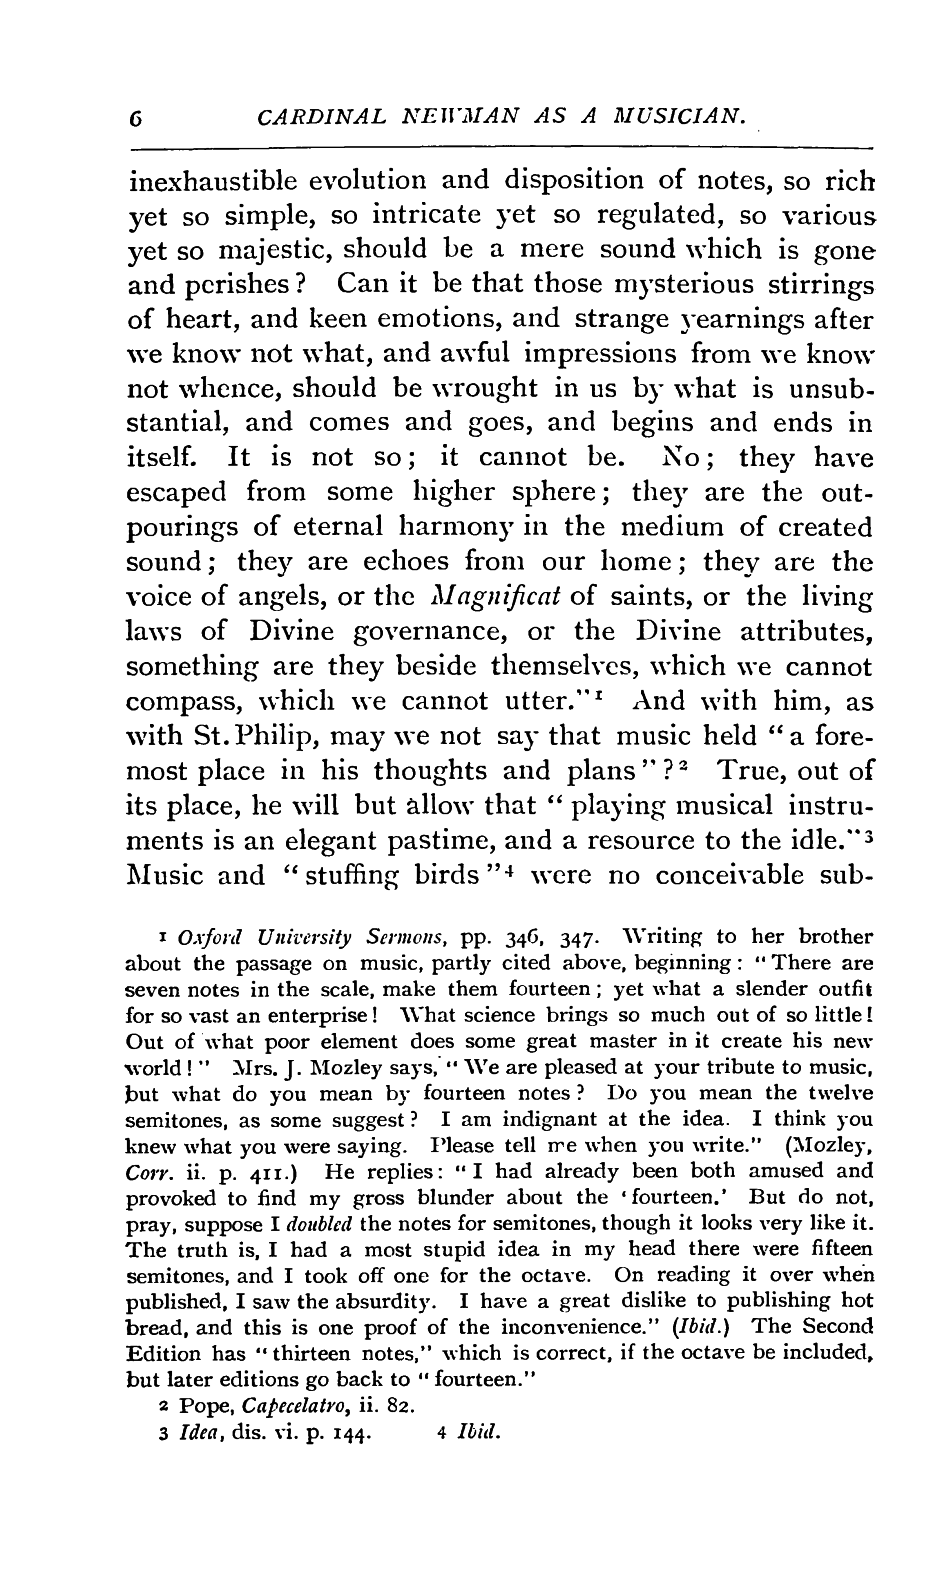 6 CARDINAL NEWMAN AS A MUSICIAN.
inexhaustible evolution and disposition of notes, so rich
yet so simple, so intricate yet so regulated, so various
yet so majestic, should be a mere sound which is gone
and perishes? Can it be that those mysterious stirrings
of heart, and keen emotions, and strange yearnings after
we know not what, and awful impressions from we know
not whence, should be wrought in us by what is unsub-
stantial, and comes and goes, and begins and ends in
itself. It is not so; it cannot be. No; they have
escaped from some higher sphere; they are the out-
pourings of eternal harmony in the medium of created
sound; they are echoes from our home; they are the
voice of angels, or the Magnificat of saints, or the living
laws of Divine governance, or the Divine attributes,
something are they beside themselves, which we cannot
compass, which we cannot utter."1 And with him, as
with St. Philip, may we not say that music held "a fore-
most place in his thoughts and plans"?2 True, out of
its place, he will but allow that "playing musical instru-
ments is an elegant pastime, and a resource to the idle."3
Music and "stuffing birds"4 were no conceivable sub-
1 Oxford University Sermons, pp. 346, 347. Writing to her brother
about the passage on music, partly cited above, beginning: "There are
seven notes in the scale, make them fourteen; yet what a slender outfit
for so vast an enterprise! What science brings so much out of so little!
Out of what poor element does some great master in it create his new
world!" Mrs. J. Mozley says, "We are pleased at your tribute to music,
but what do you mean by fourteen notes? Do you mean the twelve
semitones, as some suggest? I am indignant at the idea. I think you
knew what you were saying. Please tell me when you write." (Mozley,
Corr. ii. p. 411.) He replies: "I had already been both amused and
provoked to find my gross blunder about the 'fourteen.' But do not,
pray, suppose I doubled the notes for semitones, though it looks very like it.
The truth is, I had a most stupid idea in my head there were fifteen
semitones, and I took off one for the octave. On reading it over when
published, I saw the absurdity. I have a great dislike to publishing hot
bread, and this is one proof of the inconvenience." (Ibid.) The Second
Edition has "thirteen notes," which is correct, if the octave be included,
but later editions go back to "fourteen."
2 Pope, Capecelatro, ii. 82.
3 Idea, dis. vi. p. 144. 4 Ibid.